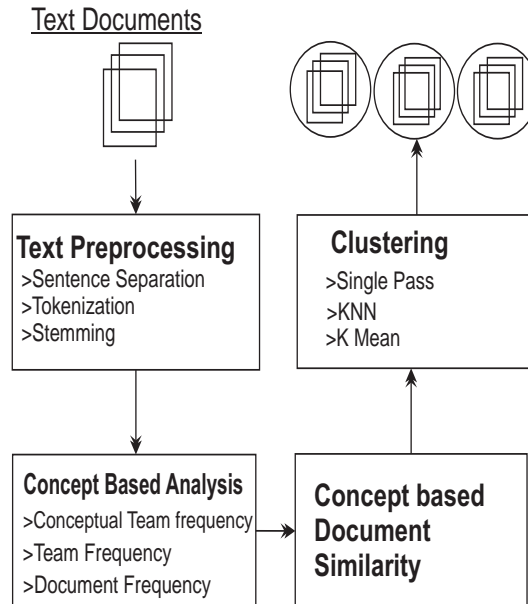 Text Documents
Text Preprocessing
>Sentence Separation
>Tokenization
>Stemming
Concept Based Analysis
>Conceptual Team frequency
>Team Frequency
>Document Frequency
Concept based
Document
Similarity
Clustering
>Single Pass
>KNN
>K Mean